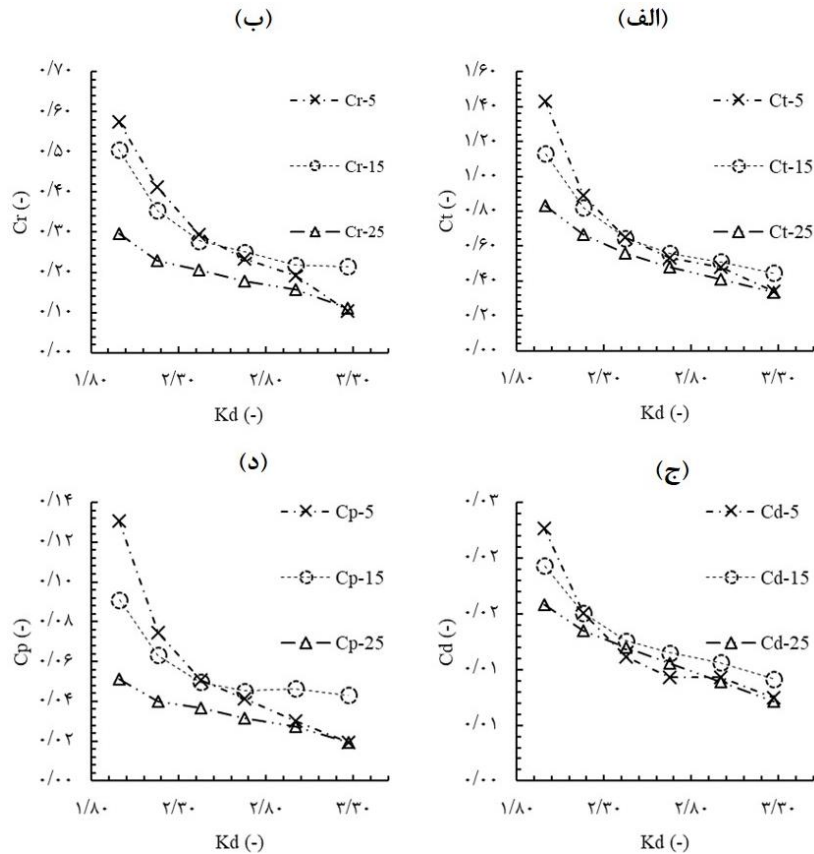 (ب)
۰/۷۰
۰/۶۰
۰/۵۰
۰/۴۰
۰/۳۰
۰/۲۰
۰/۱۰
۰/۰۰
Cr (-)
Cr-5
Cr-15
Cr-25
۱/۸۰ ۲/۳۰ ۲/۸۰ ۳/۳۰
Kd (-)
(الف)
۱/۶۰
۱/۴۰
۱/۲۰
۱/۰۰
۰/۸۰
۰/۶۰
۰/۴۰
۰/۲۰
۰/۰۰
Ct (-)
Ct-5
Ct-15
Ct-25
۱/۸۰ ۲/۳۰ ۲/۸۰ ۳/۳۰
Kd (-)
(د)
۰/۱۴
۰/۱۲
۰/۱۰
۰/۰۸
۰/۰۶
۰/۰۴
۰/۰۲
۰/۰۰
Cp (-)
Cp-5
Cp-15
Cp-25
۱/۸۰ ۲/۳۰ ۲/۸۰ ۳/۳۰
Kd (-)
(ج)
۰/۰۳
۰/۰۲
۰/۰۲
۰/۰۱
۰/۰۱
۰/۰۰
Cd (-)
Cd-5
Cd-15
Cd-25
۱/۸۰ ۲/۳۰ ۲/۸۰ ۳/۳۰
Kd (-)